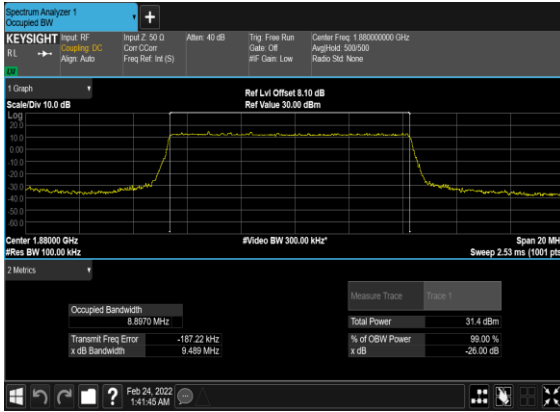 Spectrum Analyzer 1
Occupied BW
+
KEYSIGHT
RL
Input: RF
Coupling: DC
Align: Auto
Input Z: 50 Ω
Corr CCorr
Freq Ref: Int (S)
Atten: 40 dB
Trig: Free Run
Gate: Off
#IF Gain: Low
Center Freq: 1.880000000 GHz
Avg|Hold: 500/500
Radio Std: None
1 Graph
Scale/Div 10.0 dB
Ref Lvl Offset 8.10 dB
Ref Value 30.00 dBm
Log
20.0
10.0
0.00
-10.0
-20.0
-30.0
-40.0
-50.0
-60.0
Center 1.88000 GHz
#Res BW 100.00 kHz
#Video BW 300.00 kHz*
Span 20 MH
Sweep 2.53 ms (1001 pts
2 Metrics
Measure Trace
Trace 1
Occupied Bandwidth
8.8970 MHz
Total Power
31.4 dBm
Transmit Freq Error
-187.22 kHz
% of OBW Power
99.00 %
x dB Bandwidth
9.489 MHz
x dB
-26.00 dB
?
Feb 24, 2022
1:41:45 AM